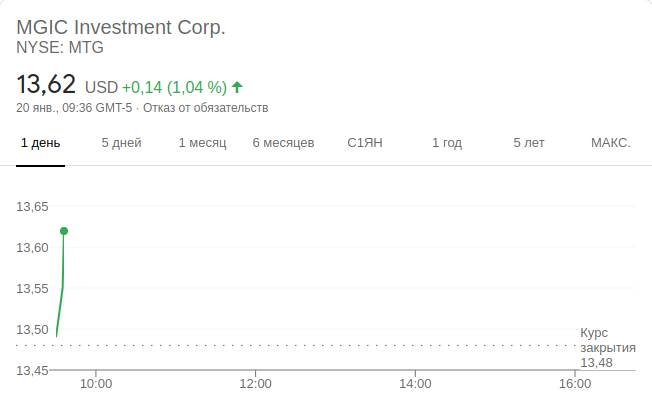 MGIC Investment Corp.
NYSE: MTG
13,62 USD +0,14 (1,04 %)
20 янв., 09:36 GMT-5 · Отказ от обязательств
1 день 5 дней 1 месяц 6 месяцев С1ЯН 1 год 5 лет МАКС.
13,65
13,60
13,55
13,50
13,45
Курс
закрытия
13,48
10:00 12:00 14:00 16:00